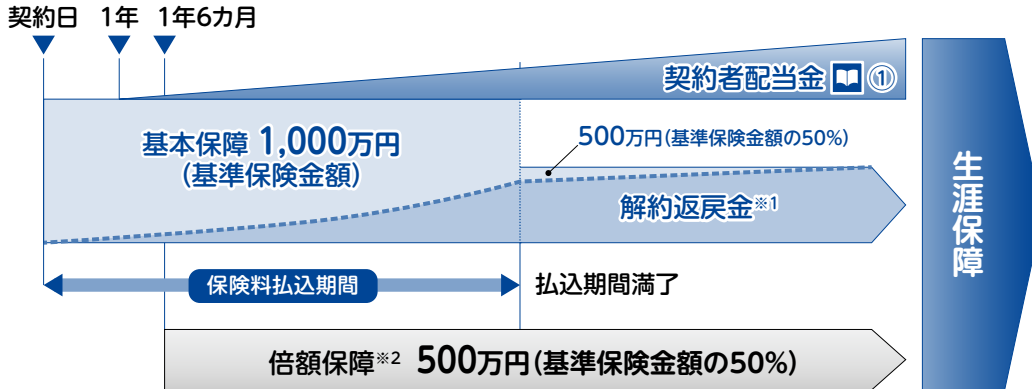 契約日 1年 1年6カ月
契約者配当金 ①
基本保障 1,000万円
(基準保険金額)
500万円(基準保険金額の50%)
解約返戻金※1
保険料払込期間
払込期間満了
倍額保障※2 500万円(基準保険金額の50%)
生涯保障